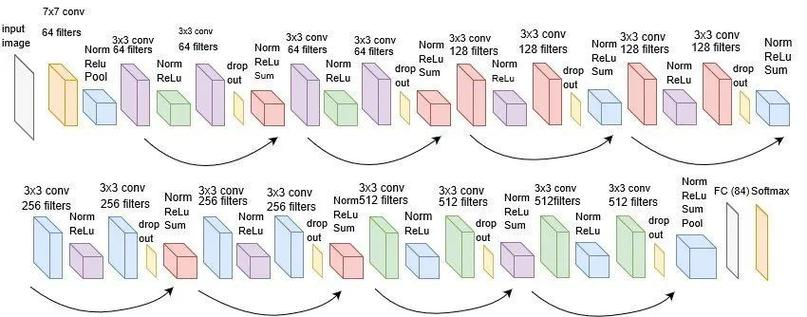 7x7 conv
64 filters
input
image
Norm
Relu
Pool
3x3 conv
64 filters
Norm
ReLu
3x3 conv
64 filters
drop
out
Norm
ReLu
Sum
3x3 conv
64 filters
Norm
ReLu
3x3 conv
64 filters
drop
out
Norm
ReLu
Sum
3x3 conv
128 filters
Norm
ReLu
3x3 conv
128 filters
drop
out
Norm
ReLu
Sum
3x3 conv
128 filters
Norm
ReLu
3x3 conv
128 filters
drop
out
Norm
ReLu
Sum
3x3 conv
256 filters
Norm
ReLu
3x3 conv
256 filters
drop
out
Norm
ReLu
Sum
3x3 conv
256 filters
Norm
ReLu
3x3 conv
256 filters
drop
out
Norm
ReLu
Sum
3x3 conv
512 filters
Norm
ReLu
3x3 conv
512 filters
drop
out
Norm
ReLu
Sum
3x3 conv
512filters
Norm
ReLu
3x3 conv
512 filters
drop
out
Norm
ReLu
Sum
Pool
FC (84)
Softmax